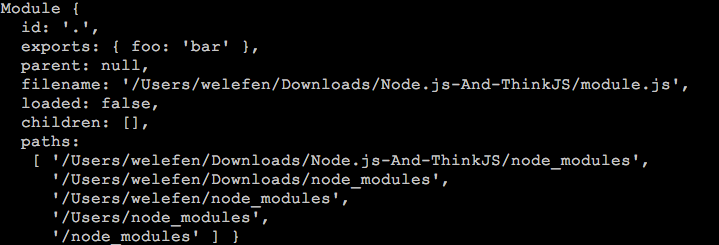 Module {
  id: '.',
  exports: { foo: 'bar' },
  parent: null,
  filename: '/Users/welefen/Downloads/Node.js-And-ThinkJS/module.js',
  loaded: false,
  children: [],
  paths:
   [ '/Users/welefen/Downloads/Node.js-And-ThinkJS/node_modules',
     '/Users/welefen/Downloads/node_modules',
     '/Users/welefen/node_modules',
     '/Users/node_modules',
     '/node_modules' ] }